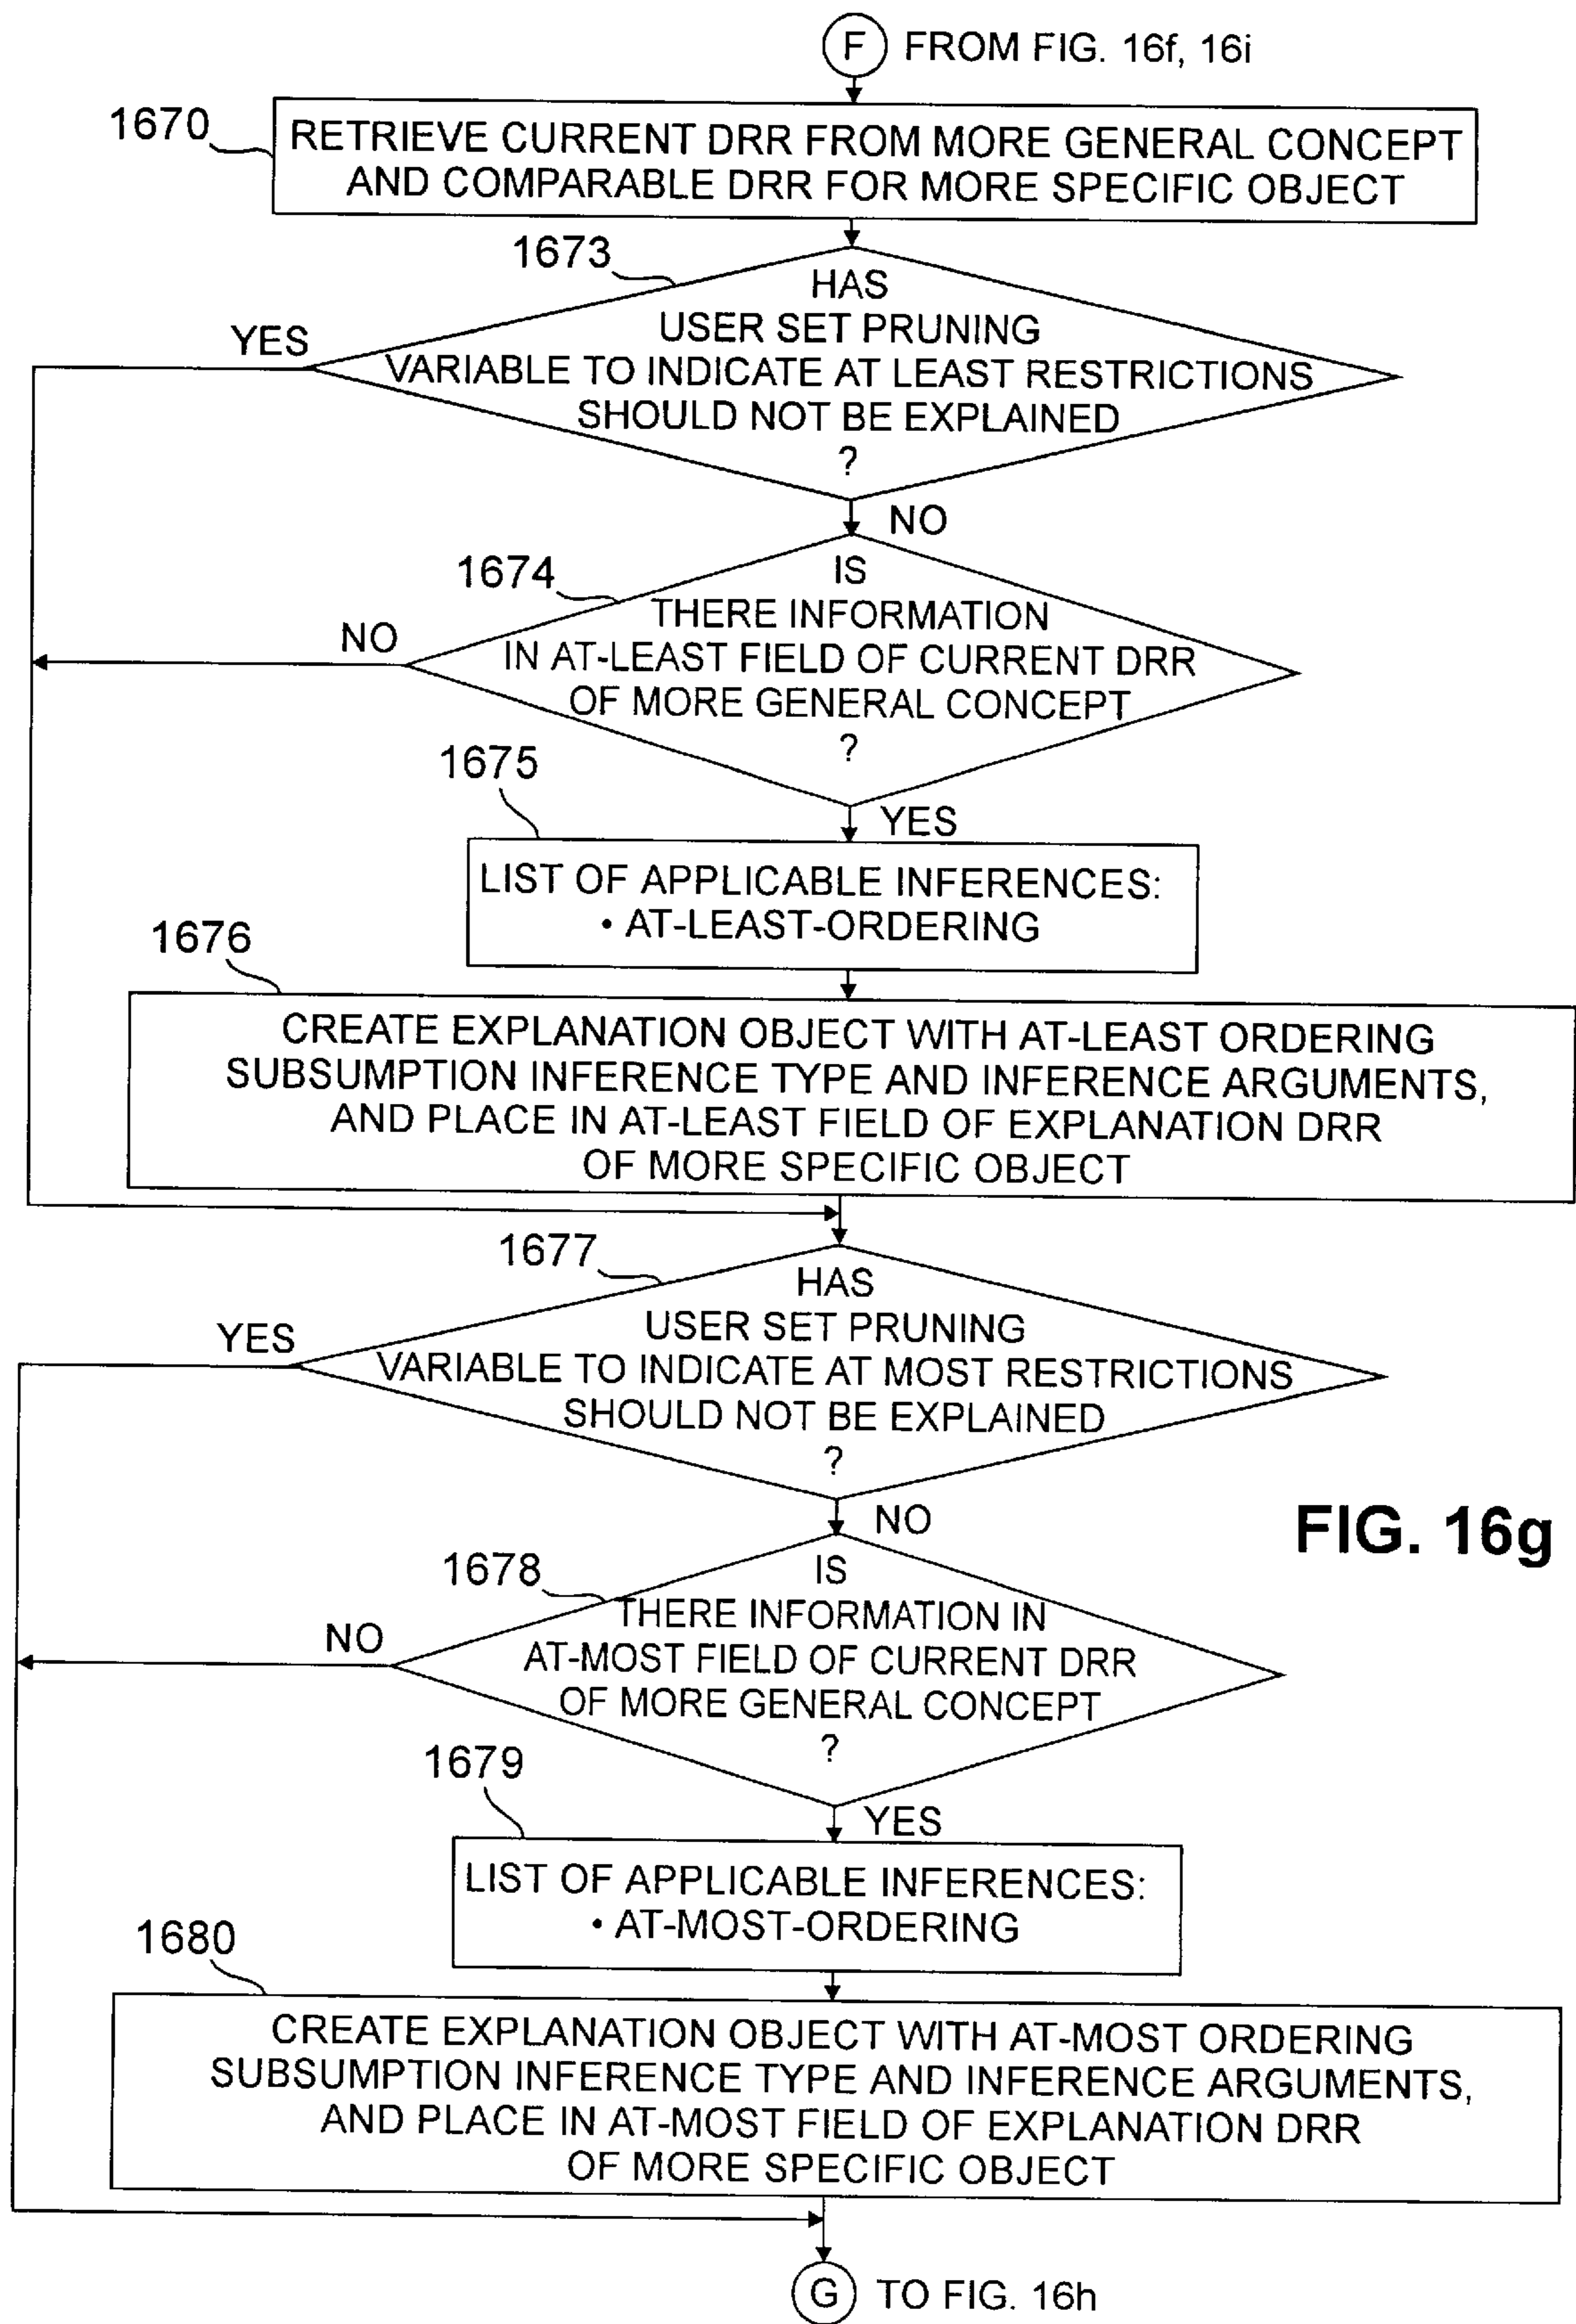 F FROM FIG. 16f, 16i
1670
RETRIEVE CURRENT DRR FROM MORE GENERAL CONCEPT
AND COMPARABLE DRR FOR MORE SPECIFIC OBJECT
1673
HAS
USER SET PRUNING
VARIABLE TO INDICATE AT LEAST RESTRICTIONS
SHOULD NOT BE EXPLAINED
?
YES
NO
1674
IS
THERE INFORMATION
IN AT-LEAST FIELD OF CURRENT DRR
OF MORE GENERAL CONCEPT
?
NO
YES
1675
LIST OF APPLICABLE INFERENCES:
• AT-LEAST-ORDERING
1676
CREATE EXPLANATION OBJECT WITH AT-LEAST ORDERING
SUBSUMPTION INFERENCE TYPE AND INFERENCE ARGUMENTS,
AND PLACE IN AT-LEAST FIELD OF EXPLANATION DRR
OF MORE SPECIFIC OBJECT
1677
HAS
USER SET PRUNING
VARIABLE TO INDICATE AT MOST RESTRICTIONS
SHOULD NOT BE EXPLAINED
?
YES
NO
FIG. 16g
1678
IS
THERE INFORMATION IN
AT-MOST FIELD OF CURRENT DRR
OF MORE GENERAL CONCEPT
?
NO
YES
1679
LIST OF APPLICABLE INFERENCES:
• AT-MOST-ORDERING
1680
CREATE EXPLANATION OBJECT WITH AT-MOST ORDERING
SUBSUMPTION INFERENCE TYPE AND INFERENCE ARGUMENTS,
AND PLACE IN AT-MOST FIELD OF EXPLANATION DRR
OF MORE SPECIFIC OBJECT
G TO FIG. 16h